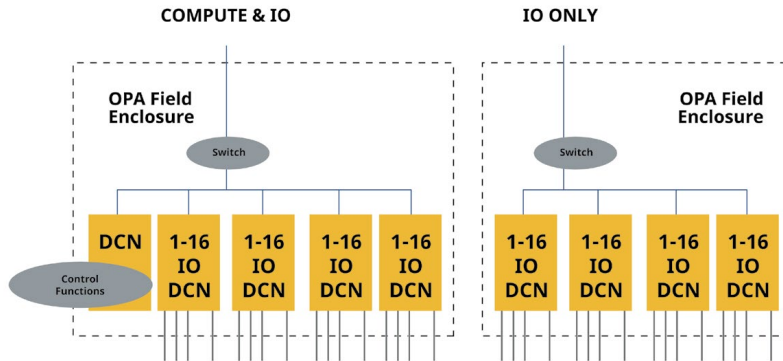 COMPUTE & IO
IO ONLY
OPA Field
Enclosure
OPA Field
Enclosure
Switch
Switch
DCN
1-16
IO
DCN
1-16
IO
DCN
1-16
IO
DCN
1-16
IO
DCN
1-16
IO
DCN
1-16
IO
DCN
1-16
IO
DCN
1-16
IO
DCN
Control
Functions